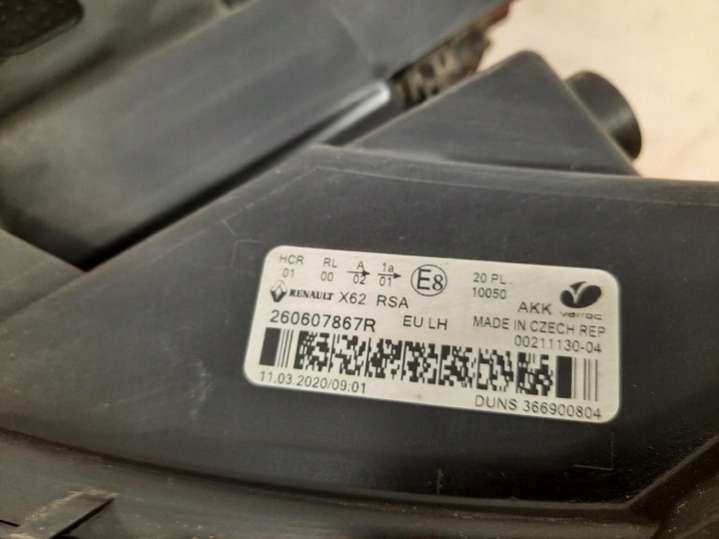 HCR RL A 1a E8 20 PL
01 00 02 01 10050
RENAULT X62 RSA AKK varroc
260607867R EU LH MADE IN CZECH REP
00211130-04
11.03.2020/09:01 DUNS 366900804